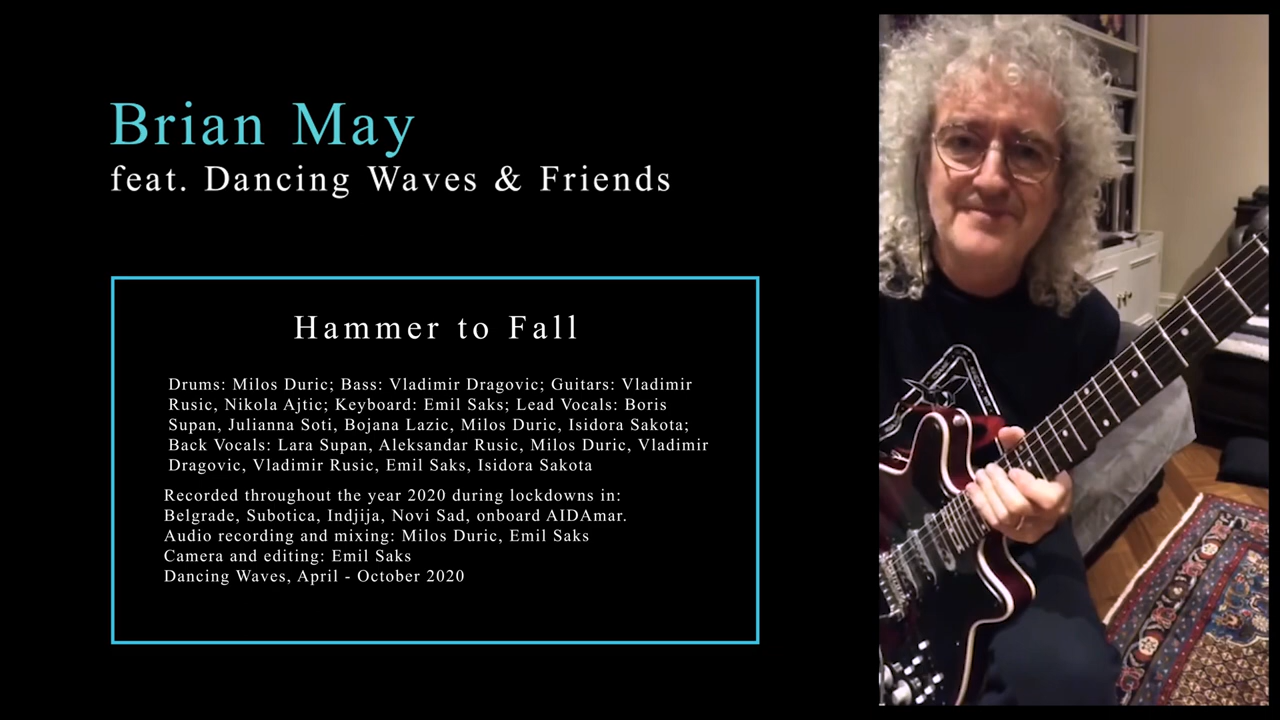 Brian May
feat. Dancing Waves & Friends
Hammer to Fall
Drums: Milos Duric; Bass: Vladimir Dragovic; Guitars: Vladimir
Rusic, Nikola Ajtic; Keyboard: Emil Saks; Lead Vocals: Boris
Supan, Julianna Soti, Bojana Lazic, Milos Duric, Isidora Sakota;
Back Vocals: Lara Supan, Aleksandar Rusic, Milos Duric, Vladimir
Dragovic, Vladimir Rusic, Emil Saks, Isidora Sakota
Recorded throughout the year 2020 during lockdowns in:
Belgrade, Subotica, Indjija, Novi Sad, onboard AIDAmar.
Audio recording and mixing: Milos Duric, Emil Saks
Camera and editing: Emil Saks
Dancing Waves, April - October 2020